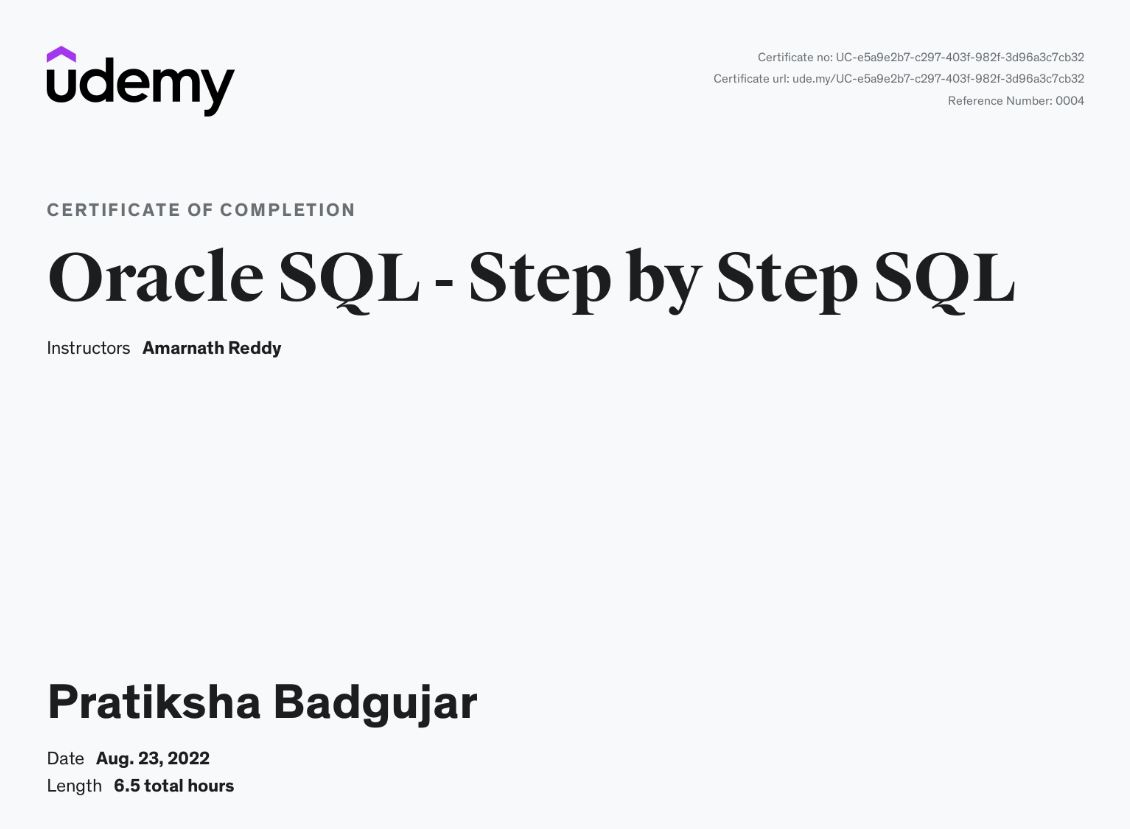 udemy
Certificate no: UC-e5a9e2b7-c297-403f-982f-3d96a3c7cb32
Certificate url: ude.my/UC-e5a9e2b7-c297-403f-982f-3d96a3c7cb32
Reference Number: 0004
CERTIFICATE OF COMPLETION
Oracle SQL - Step by Step SQL
Instructors Amarnath Reddy
Pratiksha Badgujar
Date Aug. 23, 2022
Length 6.5 total hours